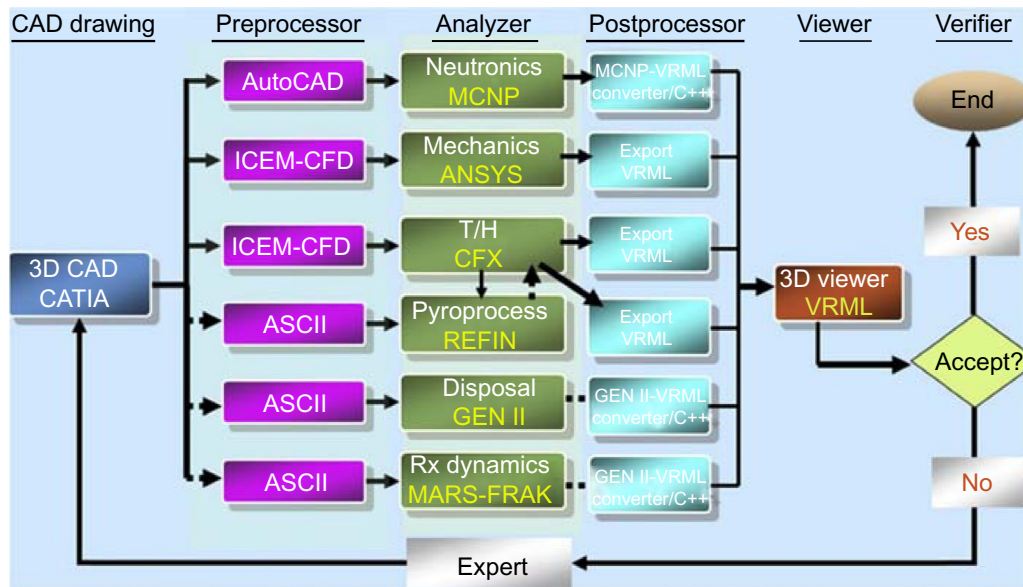 CAD drawing
Preprocessor
Analyzer
Postprocessor
Viewer
Verifier
AutoCAD
Neutronics
MCNP
MCNP-VRML
converter/C++
End
ICEM-CFD
Mechanics
ANSYS
Export
VRML
Yes
ICEM-CFD
T/H
CFX
Export
VRML
3D CAD
CATIA
3D viewer
VRML
ASCII
Pyroprocess
REFIN
Export
VRML
Accept?
ASCII
Disposal
GEN II
GEN II-VRML
converter/C++
ASCII
Rx dynamics
MARS-FRAK
GEN II-VRML
converter/C++
No
Expert